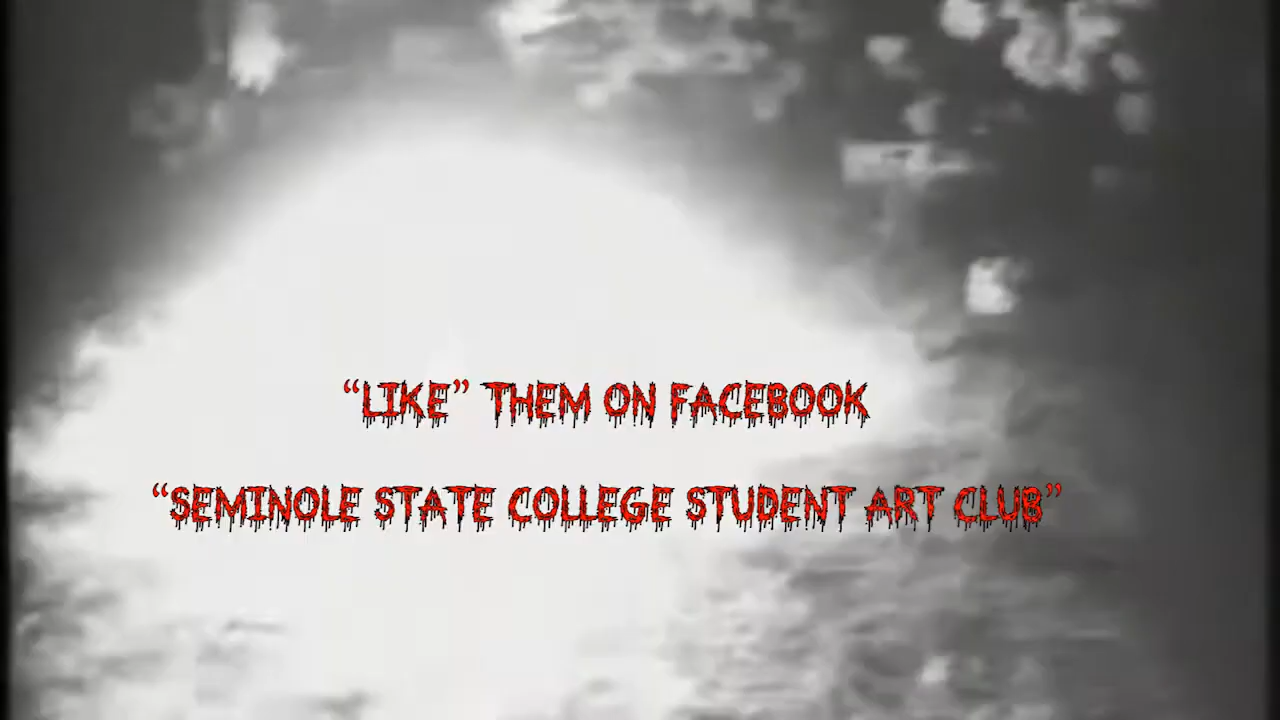 “LIKE” THEM ON FACEBOOK
“SEMINOLE STATE COLLEGE STUDENT ART CLUB”